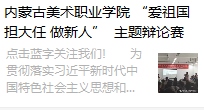 内蒙古美术职业学院 “爱祖国
担大任 做新人” 主题辩论赛
点击蓝字关注我们! 为
贯彻落实习近平新时代中
国特色社会主义思想和...